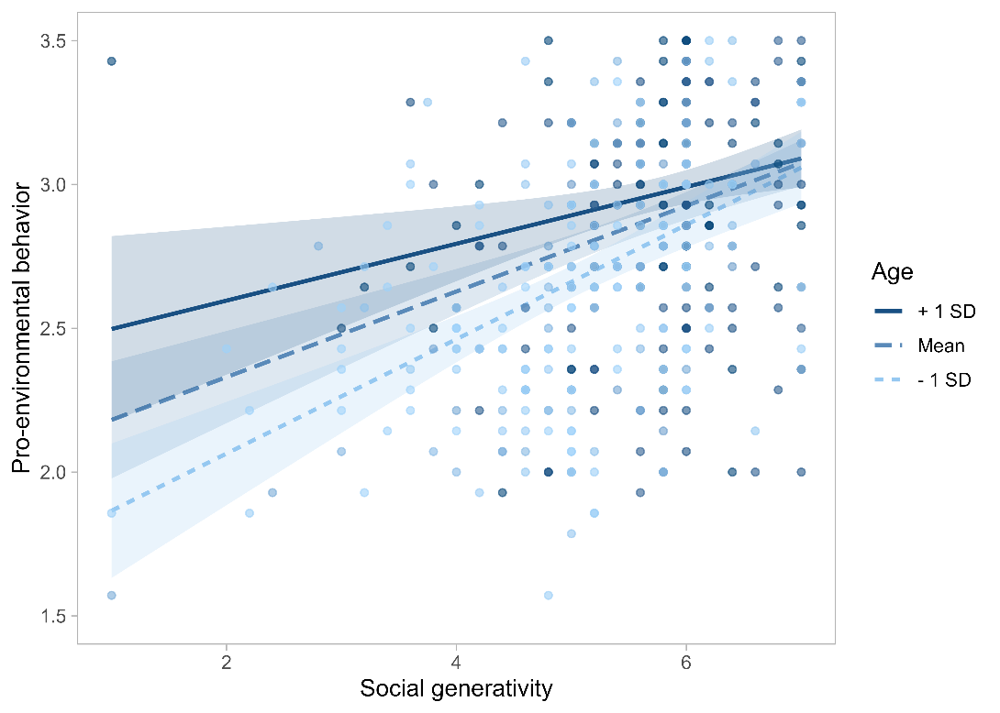 3.5
3.0
2.5
2.0
1.5
Pro-environmental behavior
2
4
6
Social generativity
Age
+ 1 SD
Mean
- 1 SD